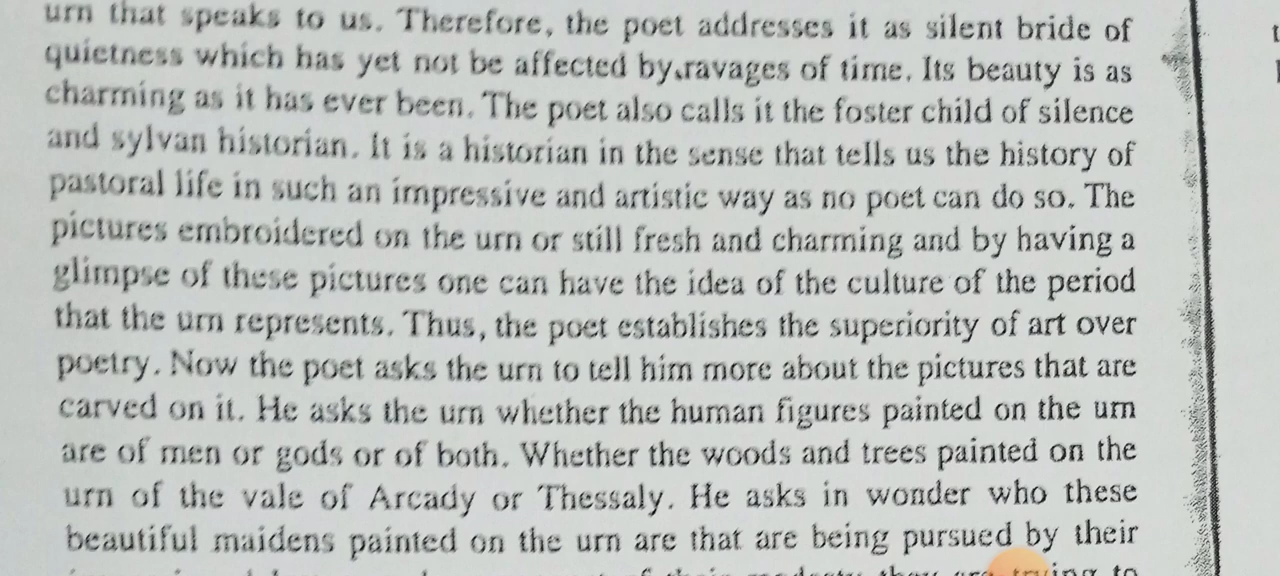 urn that speaks to us. Therefore, the poet addresses it as silent bride of
quietness which has yet not be affected by ravages of time. Its beauty is as
charming as it has ever been. The poet also calls it the foster child of silence
and sylvan historian. It is a historian in the sense that tells us the history of
pastoral life in such an impressive and artistic way as no poet can do so. The
pictures embroidered on the urn or still fresh and charming and by having a
glimpse of these pictures one can have the idea of the culture of the period
that the urn represents. Thus, the poet establishes the superiority of art over
poetry. Now the poet asks the urn to tell him more about the pictures that are
carved on it. He asks the urn whether the human figures painted on the urn
are of men or gods or of both. Whether the woods and trees painted on the
urn of the vale of Arcady or Thessaly. He asks in wonder who these
beautiful maidens painted on the urn are that are being pursued by their
of their modesty they are trying to